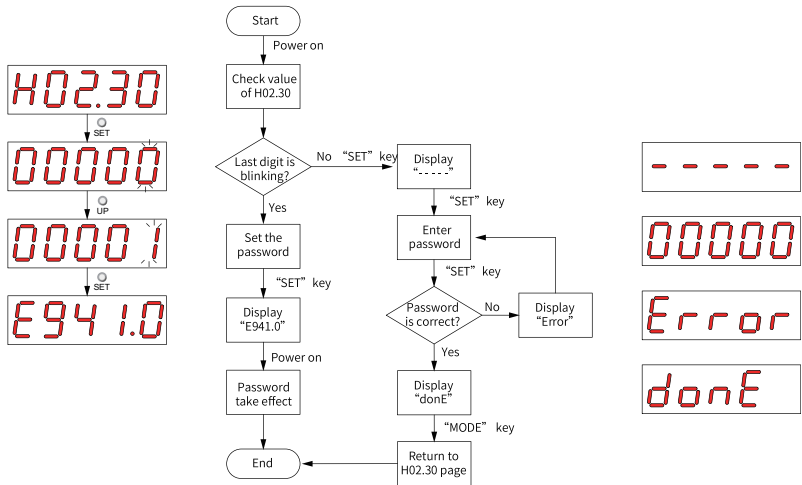 H02.30
SET
00000
UP
00001
SET
E941.0
Start
Power on
Check value
of H02.30
Last digit is
blinking?
No “SET” key
Yes
Set the
password
“SET” key
Display
“E941.0”
Power on
Password
take effect
End
Display
“-----”
“SET” key
Enter
password
“SET” key
Password
is correct?
No
Display
“Error”
Yes
Display
“donE”
“MODE” key
Return to
H02.30 page
-----
00000
Error
donE